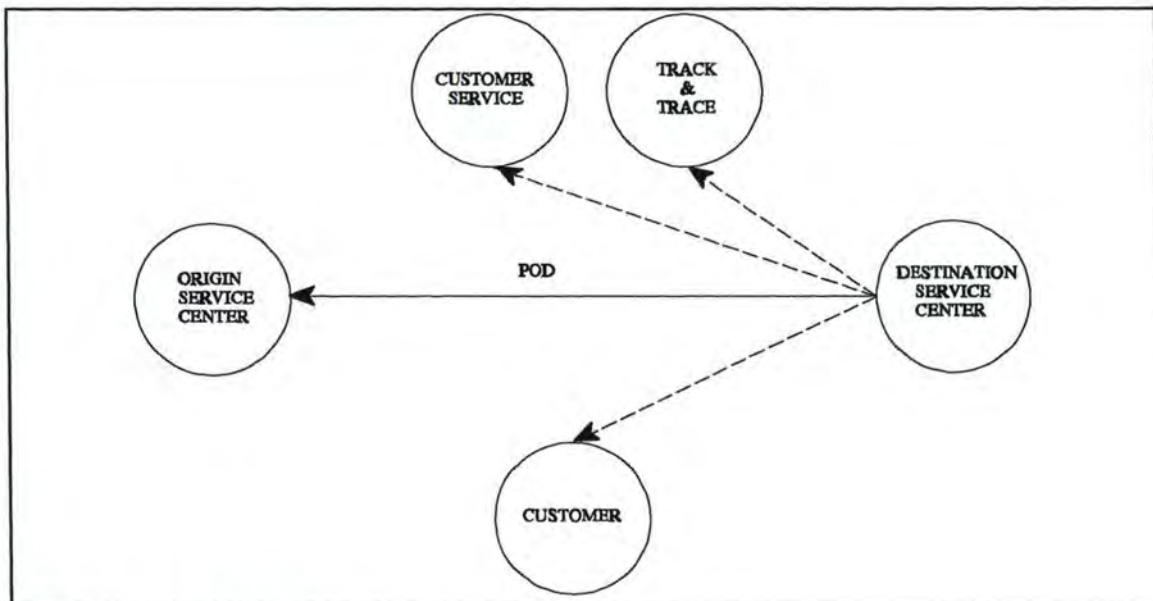 CUSTOMER
SERVICE
TRACK
&
TRACE
ORIGIN
SERVICE
CENTER
POD
DESTINATION
SERVICE
CENTER
CUSTOMER